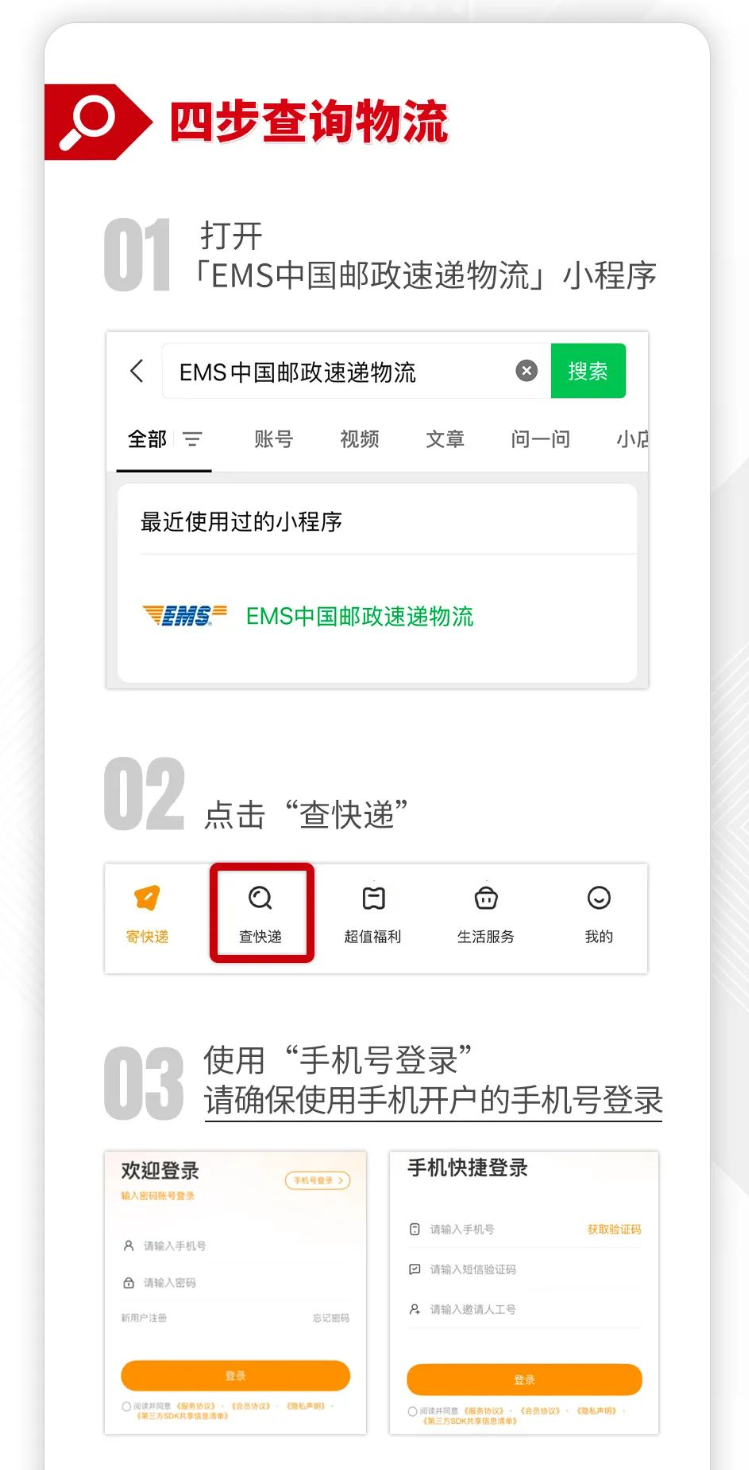 四步查询物流
01
打开
「EMS中国邮政速递物流」小程序
EMS中国邮政速递物流
搜索
全部 账号 视频 文章 问一问 小店
最近使用过的小程序
EMS EMS中国邮政速递物流
02
点击“查快递”
寄快递 查快递 超值福利 生活服务 我的
03
使用“手机号登录”
请确保使用手机开户的手机号登录
欢迎登录
手机号登录
输入密码账号登录
请输入手机号
请输入密码
新用户注册 忘记密码
登录
阅读并同意《服务协议》、《会员协议》、《隐私声明》、
《第三方SDK共享信息清单》
手机快捷登录
请输入手机号 获取验证码
请输入短信验证码
请输入邀请人工号
登录
阅读并同意《服务协议》、《会员协议》、《隐私声明》、
《第三方SDK共享信息清单》